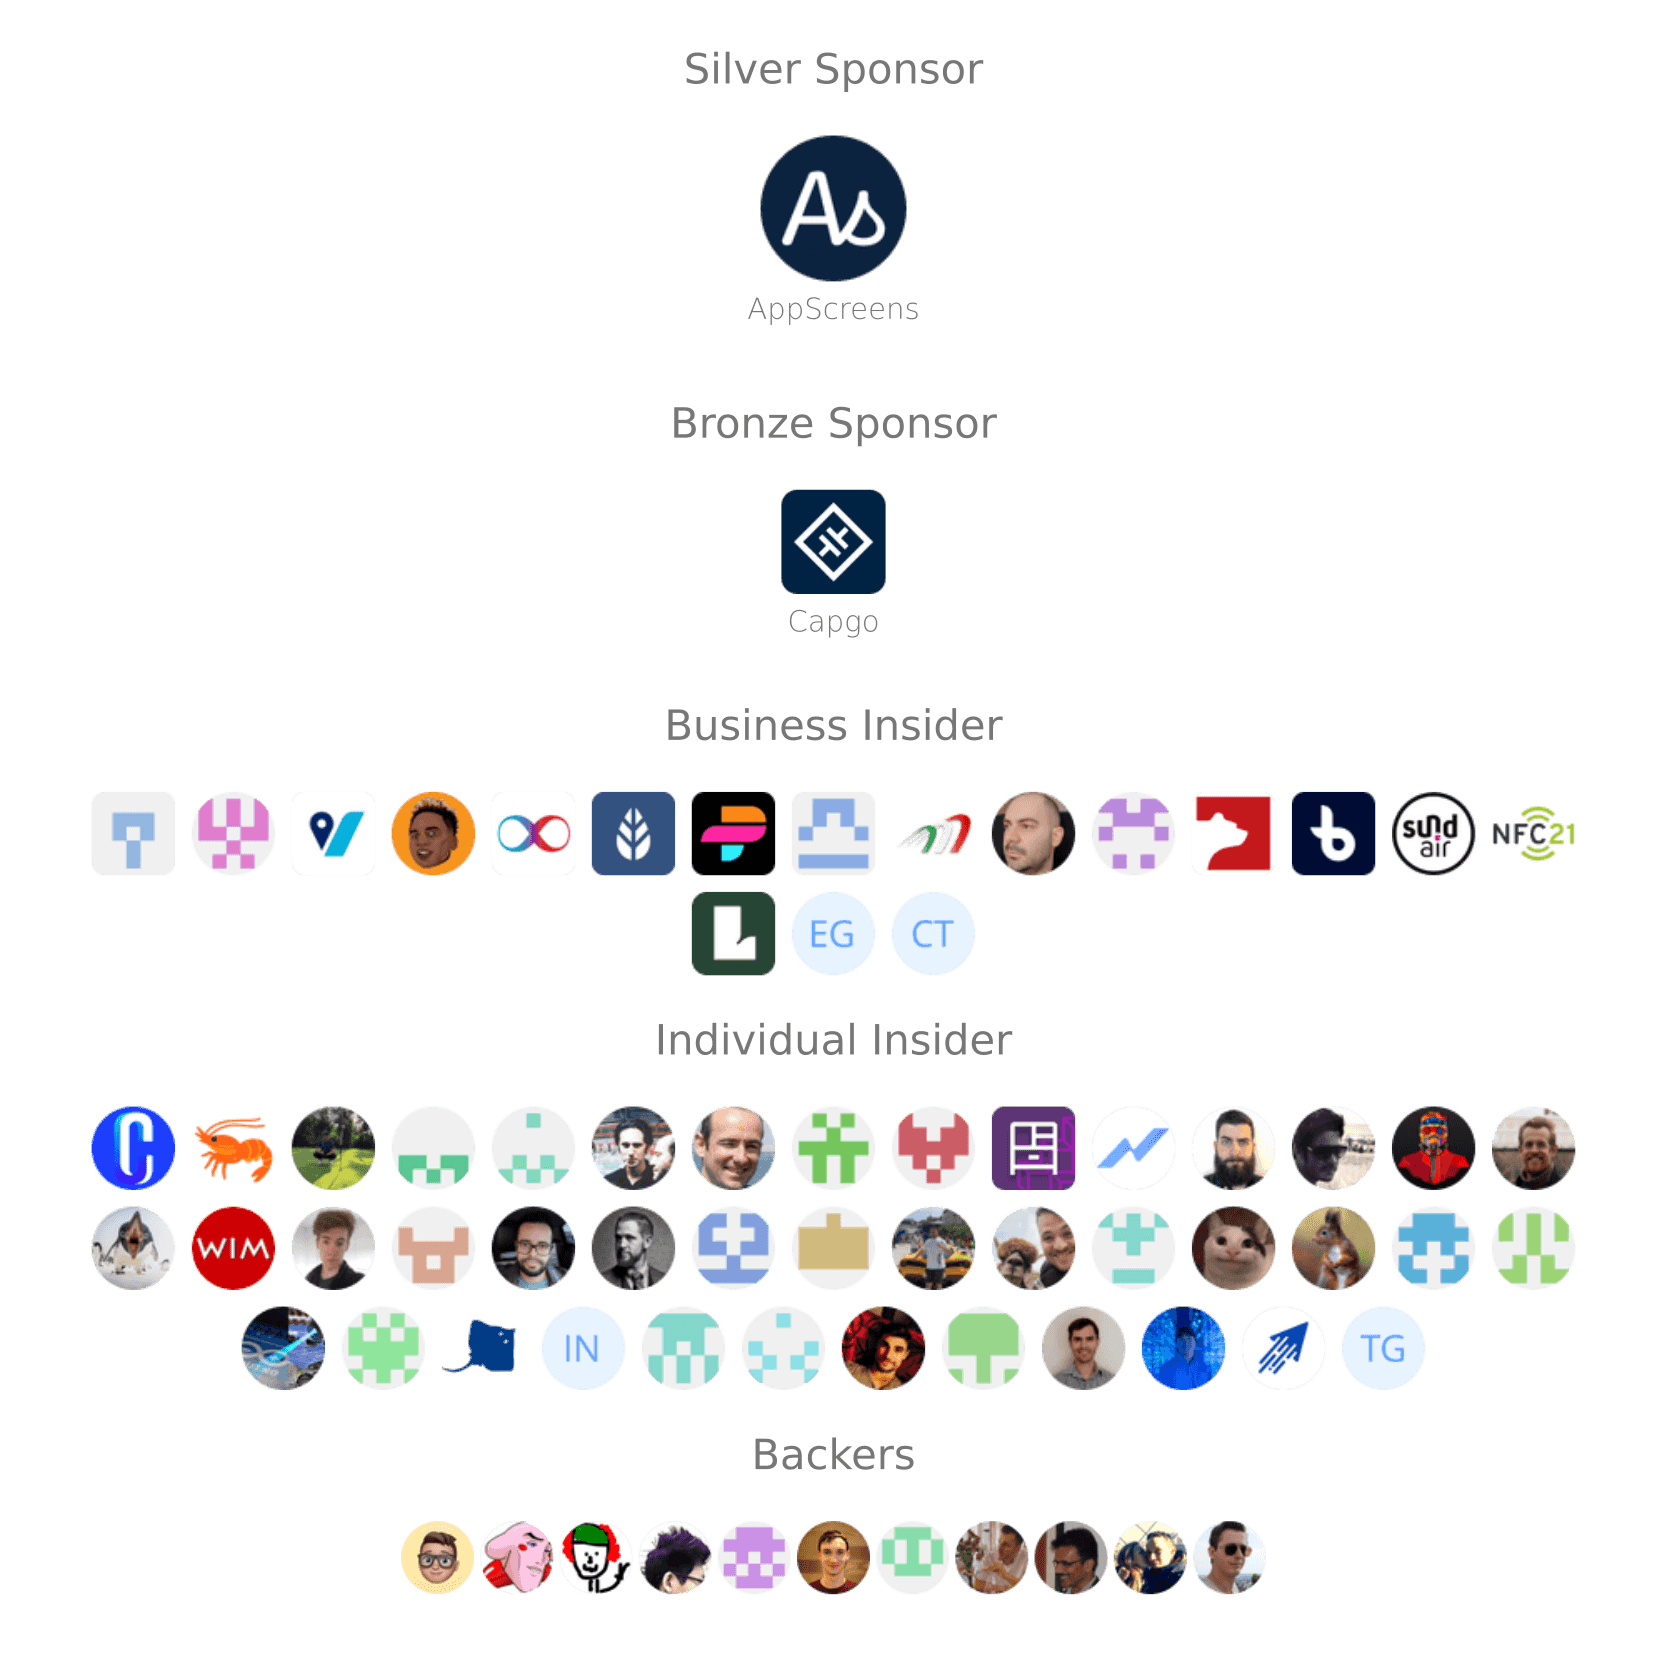 Silver Sponsor
As
AppScreens
Bronze Sponsor
Capgo
Business Insider
sund
air
NFC21
EG
CT
Individual Insider
WIM
IN
TG
Backers